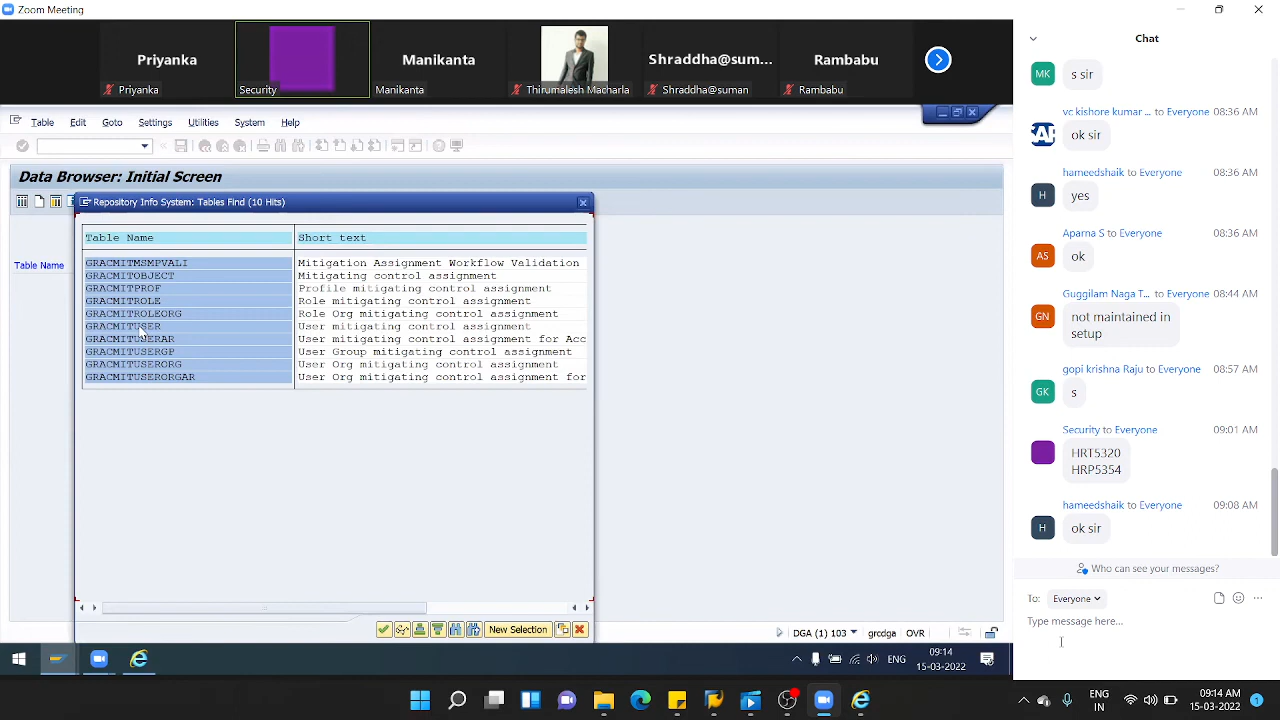 Zoom Meeting
Priyanka
Manikanta
Shraddha@sum...
Rambabu
Priyanka
Security
Manikanta
Thirumalesh Macharla
Shraddha@suman
Rambabu
Table Edit Goto Settings Utilities System Help
Data Browser: Initial Screen
Repository Info System: Tables Find (10 Hits)
Table Name
Table Name Short text
GRACMITMSMPVALI Mitigation Assignment Workflow Validation
GRACMITOBJECT Mitigating control assignment
GRACMITPROF Profile mitigating control assignment
GRACMITROLE Role mitigating control assignment
GRACMITROLEORG Role Org mitigating control assignment
GRACMITUSER User mitigating control assignment
GRACMITUSERAR User mitigating control assignment for Acc
GRACMITUSERGP User Group mitigating control assignment
GRACMITUSERORG User Org mitigating control assignment
GRACMITUSERORGAR User Org mitigating control assignment for
New Selection
DGA (1) 103 grcdga OVR
ENG 09:14
15-03-2022
Chat
MK s sir
vc kishore kumar ... to Everyone 08:36 AM
SAP ok sir
hameedshaik to Everyone 08:36 AM
H yes
Aparna S to Everyone 08:36 AM
AS ok
Guggilam Naga T... to Everyone 08:44 AM
GN not maintained in
setup
gopi krishna Raju to Everyone 08:57 AM
GK s
Security to Everyone 09:01 AM
HRT5320
HRP5354
hameedshaik to Everyone 09:08 AM
H ok sir
Who can see your messages?
To: Everyone
Type message here...
ENG
IN
09:14 AM
15-03-2022
1